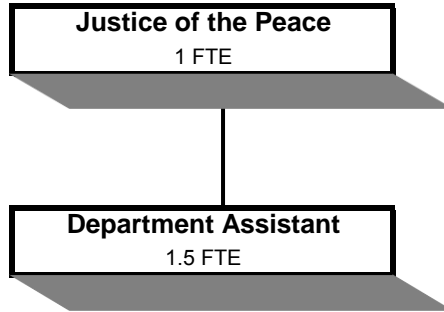 Justice of the Peace
1 FTE
Department Assistant
1.5 FTE